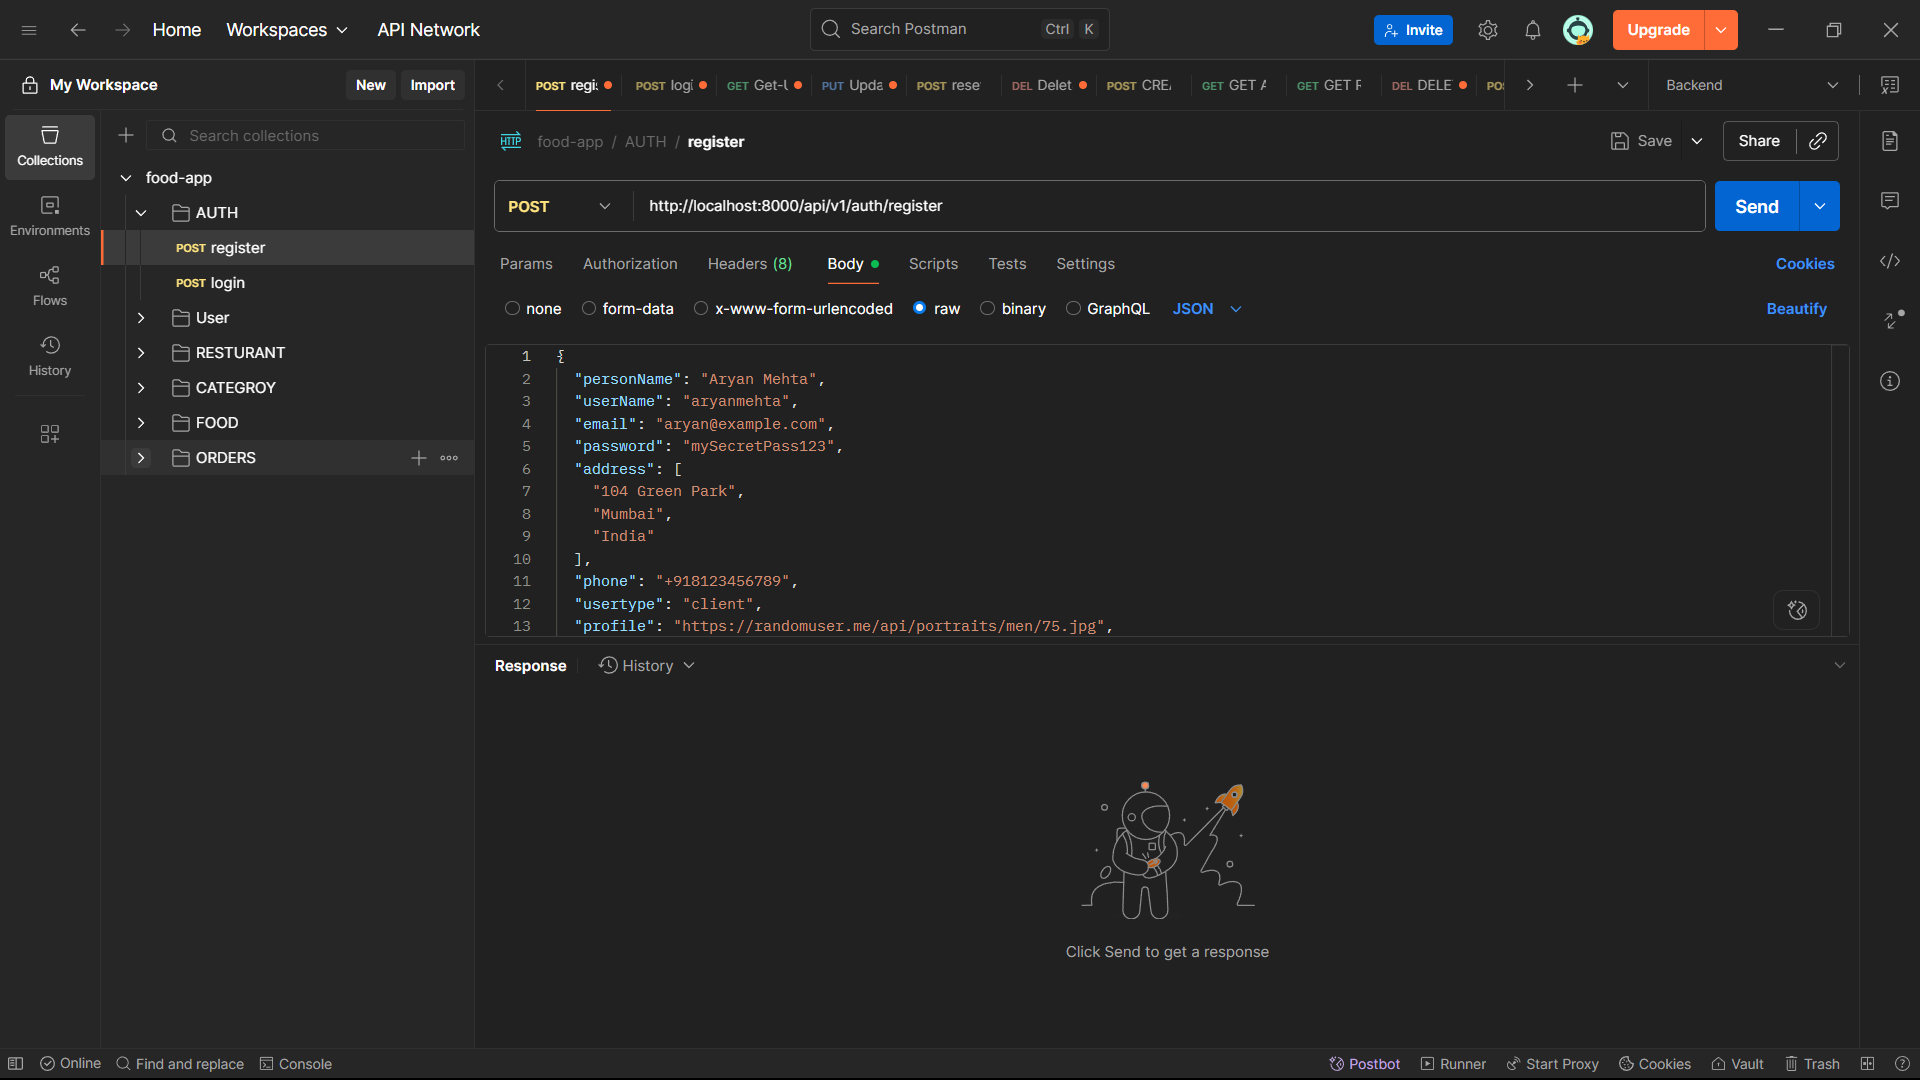 Home
Workspaces
API Network
Search Postman
Ctrl
K
Invite
Upgrade
My Workspace
New
Import
POST regis
POST logi
GET Get-U
PUT Upda
POST rese
DEL Delet
POST CREA
GET GET A
GET GET F
DEL DELE
POS
Backend
Collections
Environments
Flows
History
Search collections
food-app
AUTH
POST register
POST login
User
RESTURANT
CATEGROY
FOOD
ORDERS
HTTP food-app / AUTH / register
Save
Share
POST
http://localhost:8000/api/v1/auth/register
Send
Params
Authorization
Headers (8)
Body
Scripts
Tests
Settings
Cookies
none
form-data
x-www-form-urlencoded
raw
binary
GraphQL
JSON
Beautify
1 {
2 "personName": "Aryan Mehta",
3 "userName": "aryanmehta",
4 "email": "aryan@example.com",
5 "password": "mySecretPass123",
6 "address": [
7 "104 Green Park",
8 "Mumbai",
9 "India"
10 ],
11 "phone": "+918123456789",
12 "usertype": "client",
13 "profile": "https://randomuser.me/api/portraits/men/75.jpg",
Response
History
Click Send to get a response
Online
Find and replace
Console
Postbot
Runner
Start Proxy
Cookies
Vault
Trash